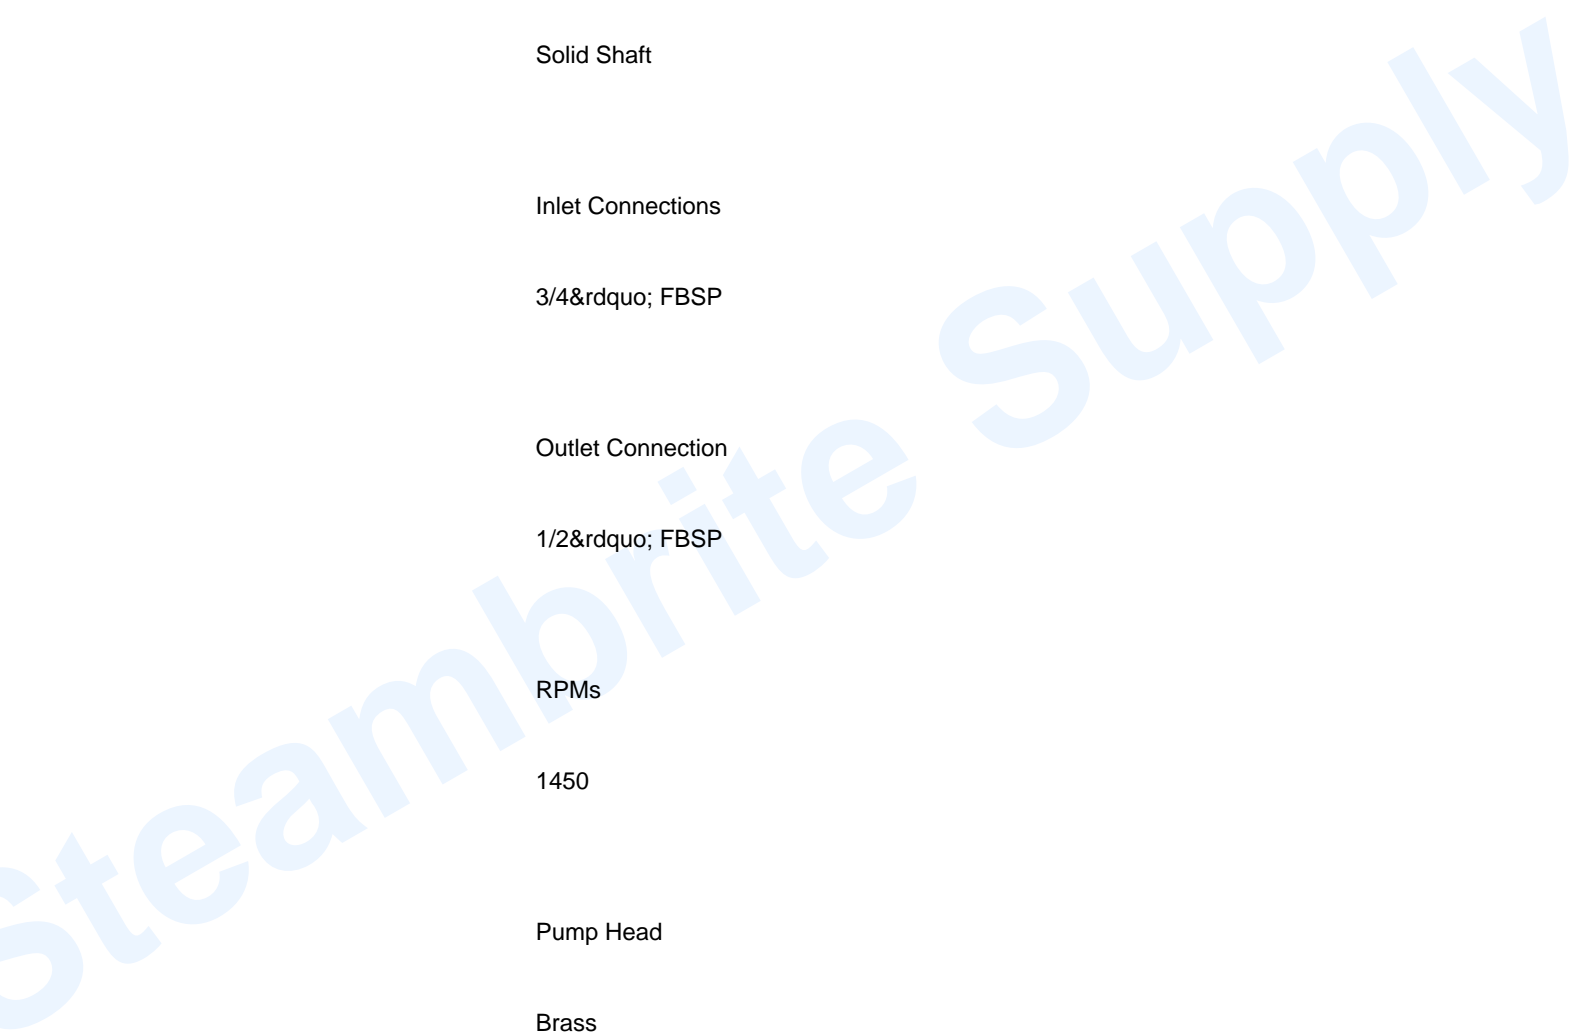 Solid Shaft
Inlet Connections
3/4&rdquo; FBSP
Outlet Connection
1/2&rdquo; FBSP
RPMs
1450
Pump Head
Brass
Steambrite Supply